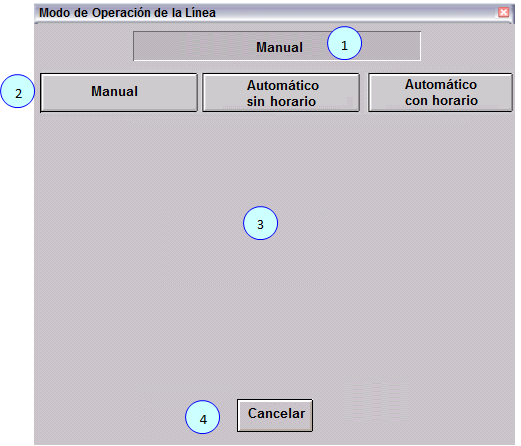 Modo de Operación de la Línea
Manual
1
2
Manual
Automático
sin horario
Automático
con horario
3
4
Cancelar